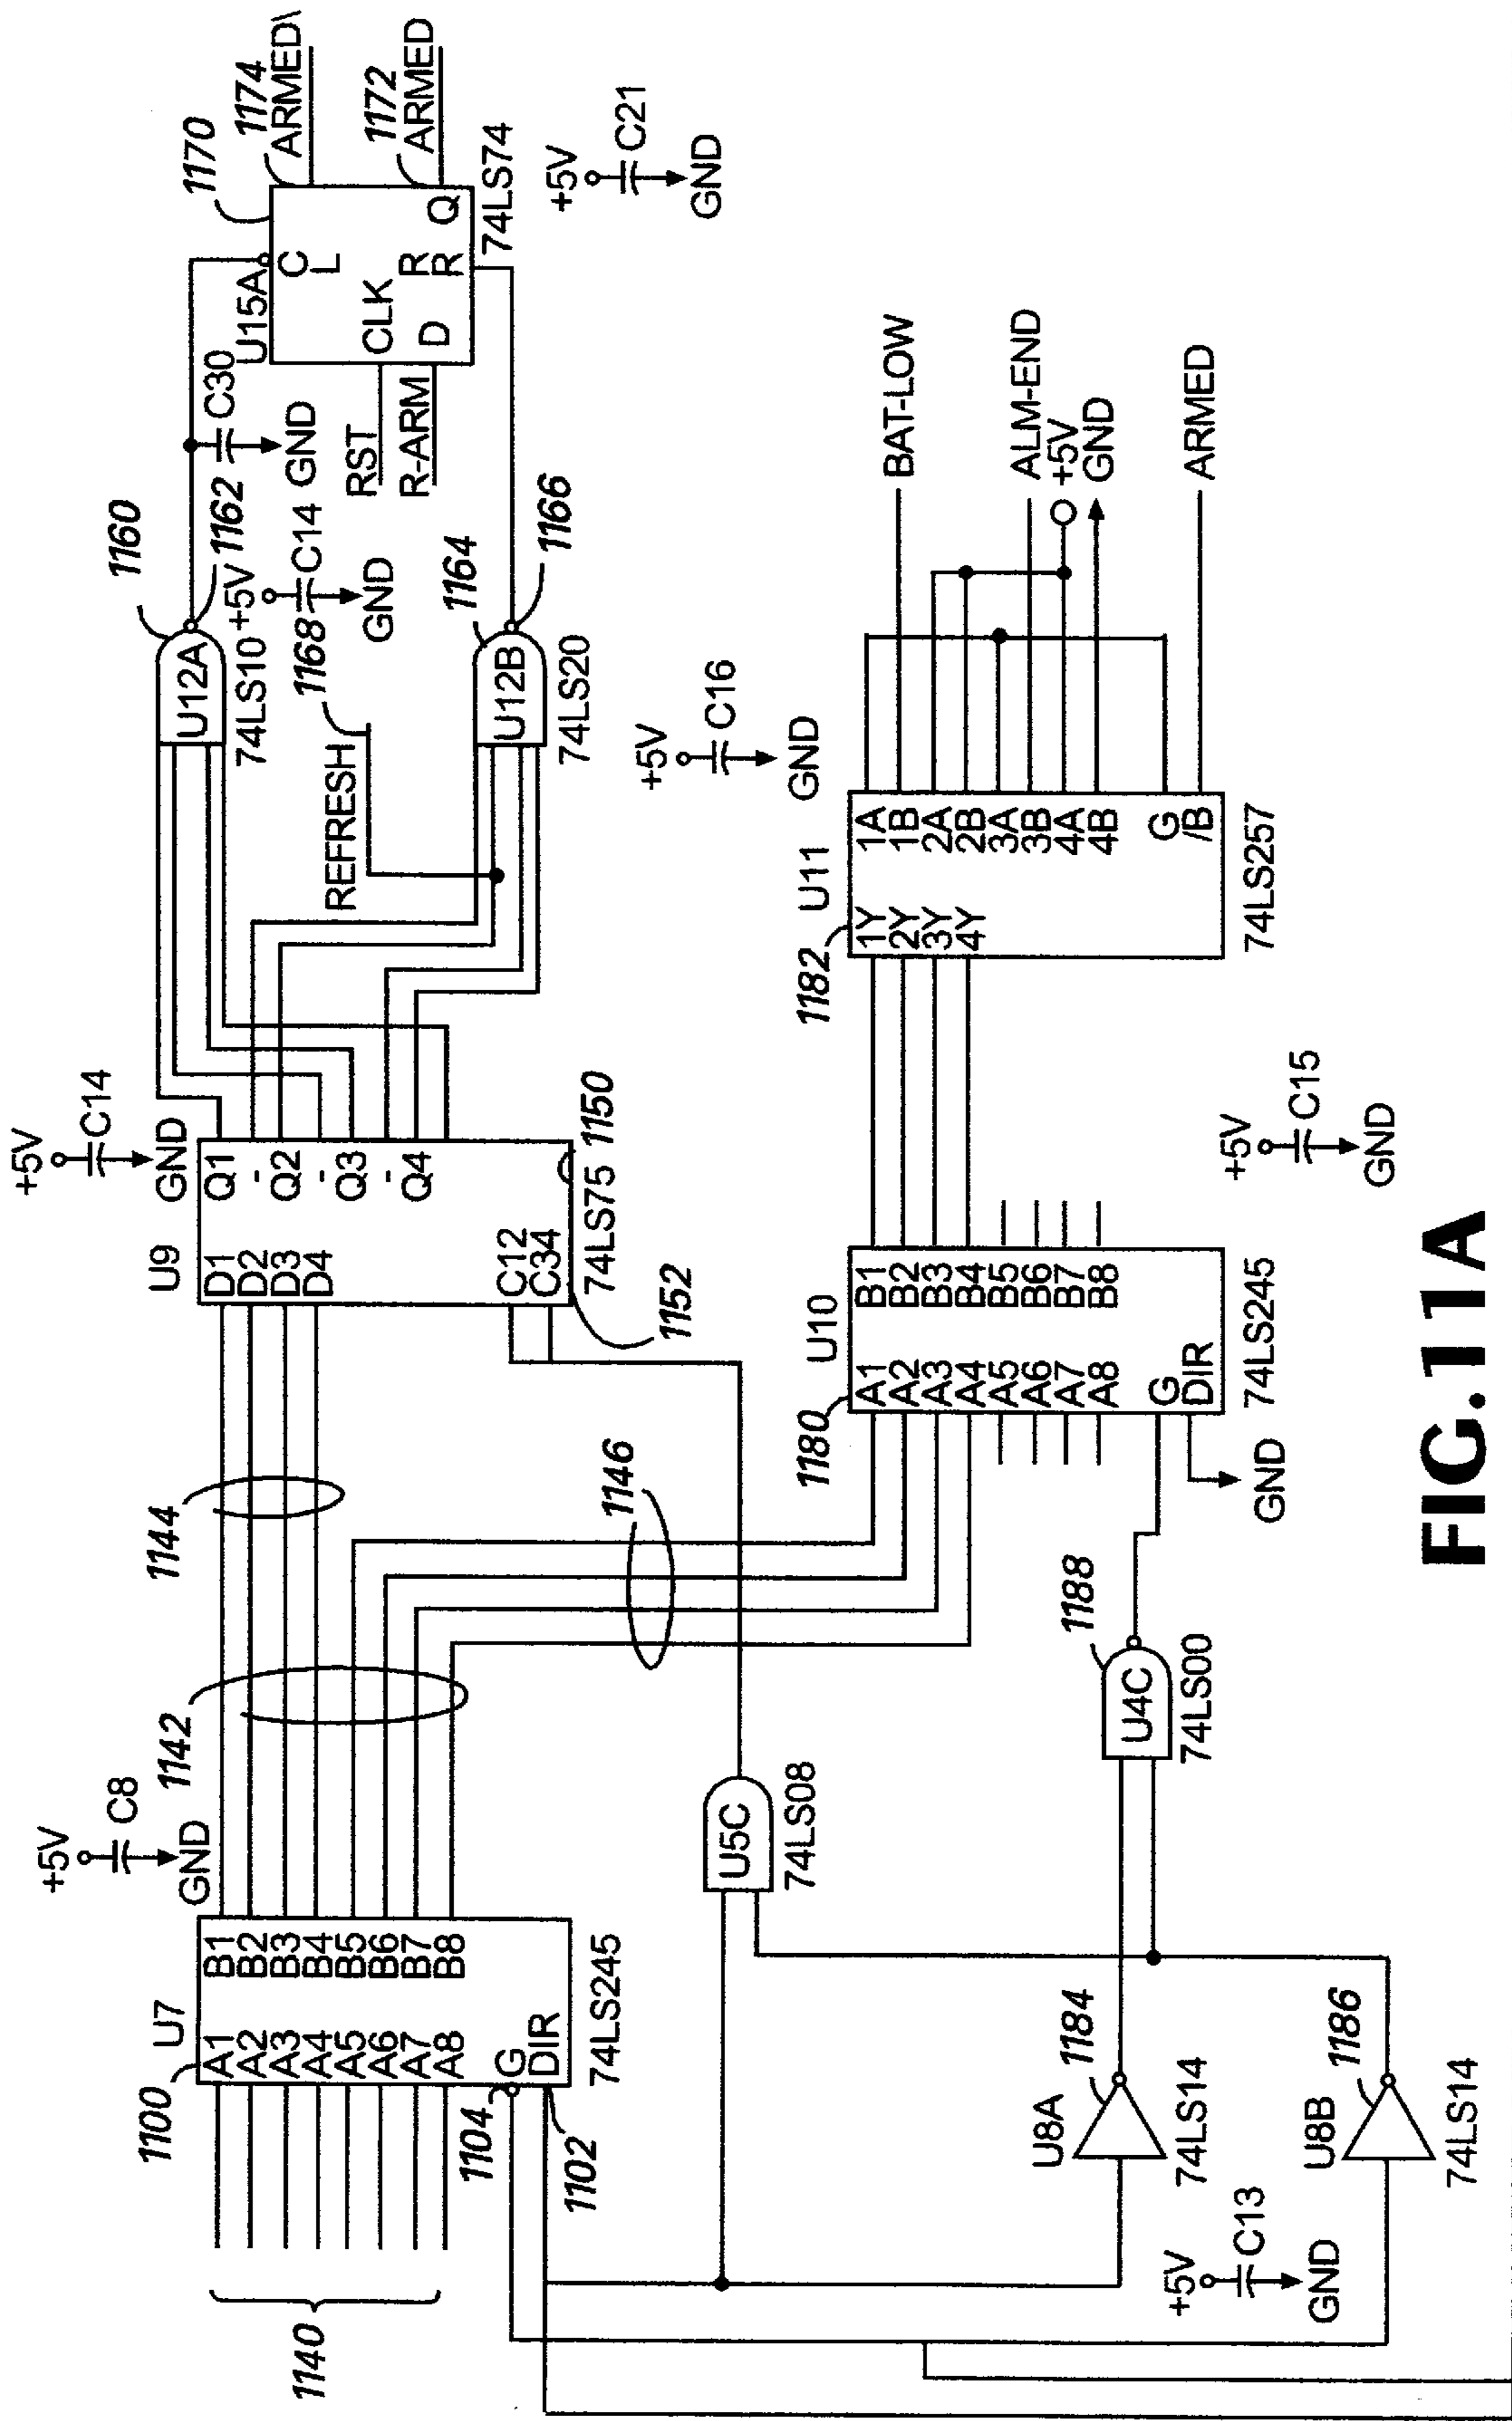 +5V
C8
GND
U7
1100
A1 B1
A2 B2
A3 B3
A4 B4
A5 B5
A6 B6
A7 B7
A8 B8
G
DIR
74LS245
1140
1104
1102
1142
1144
1146
+5V
C14
GND
U9
D1 Q1
D2 -
D3 Q2
D4 -
Q3
-
Q4
C12
C34
74LS75
1150
1152
1160
U12A
1162
74LS10
+5V
C14
GND
1168
REFRESH
1164
U12B
1166
74LS20
C30
GND
RST
R-ARM
1170
U15A
C
L
CLK
R
D R
Q
74LS74
1174
ARMED\
1172
ARMED
+5V
C21
GND
U5C
74LS08
1180
U10
A1 B1
A2 B2
A3 B3
A4 B4
A5 B5
A6 B6
A7 B7
A8 B8
G
DIR
74LS245
GND
+5V
C15
GND
1182
U11
1Y 1A
2Y 1B
3Y 2A
4Y 2B
3A
3B
4A
4B
G
/B
74LS257
+5V
C16
GND
BAT-LOW
ALM-END
+5V
GND
ARMED
U8A
1184
74LS14
U8B
1186
74LS14
1188
U4C
74LS00
+5V
C13
GND
FIG.11A